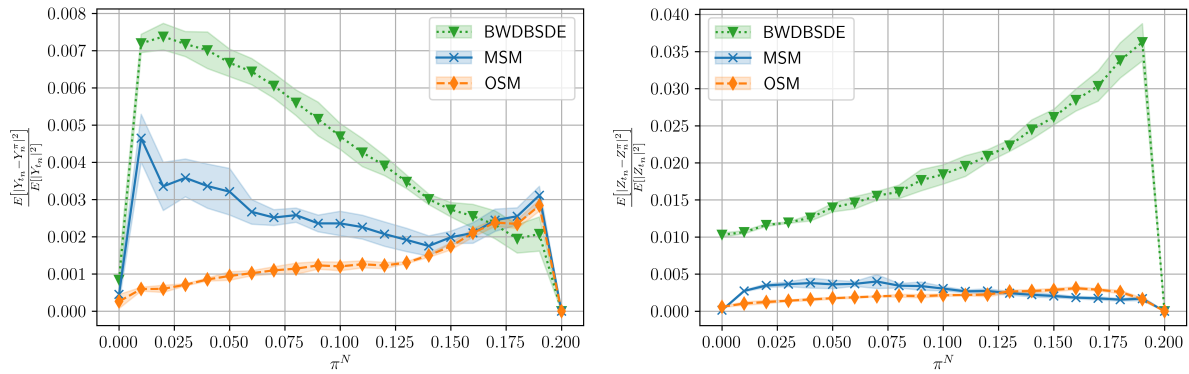 0.008
0.007
0.006
0.005
0.004
0.003
0.002
0.001
0.000
E[|Y_{t_n} − Y_n^π|²] / E[|Y_{t_n}|²]
BWDBSDE
MSM
OSM
0.000 0.025 0.050 0.075 0.100 0.125 0.150 0.175 0.200
π^N
0.040
0.035
0.030
0.025
0.020
0.015
0.010
0.005
0.000
E[|Z_{t_n} − Z_n^π|²] / E[|Z_{t_n}|²]
BWDBSDE
MSM
OSM
0.000 0.025 0.050 0.075 0.100 0.125 0.150 0.175 0.200
π^N